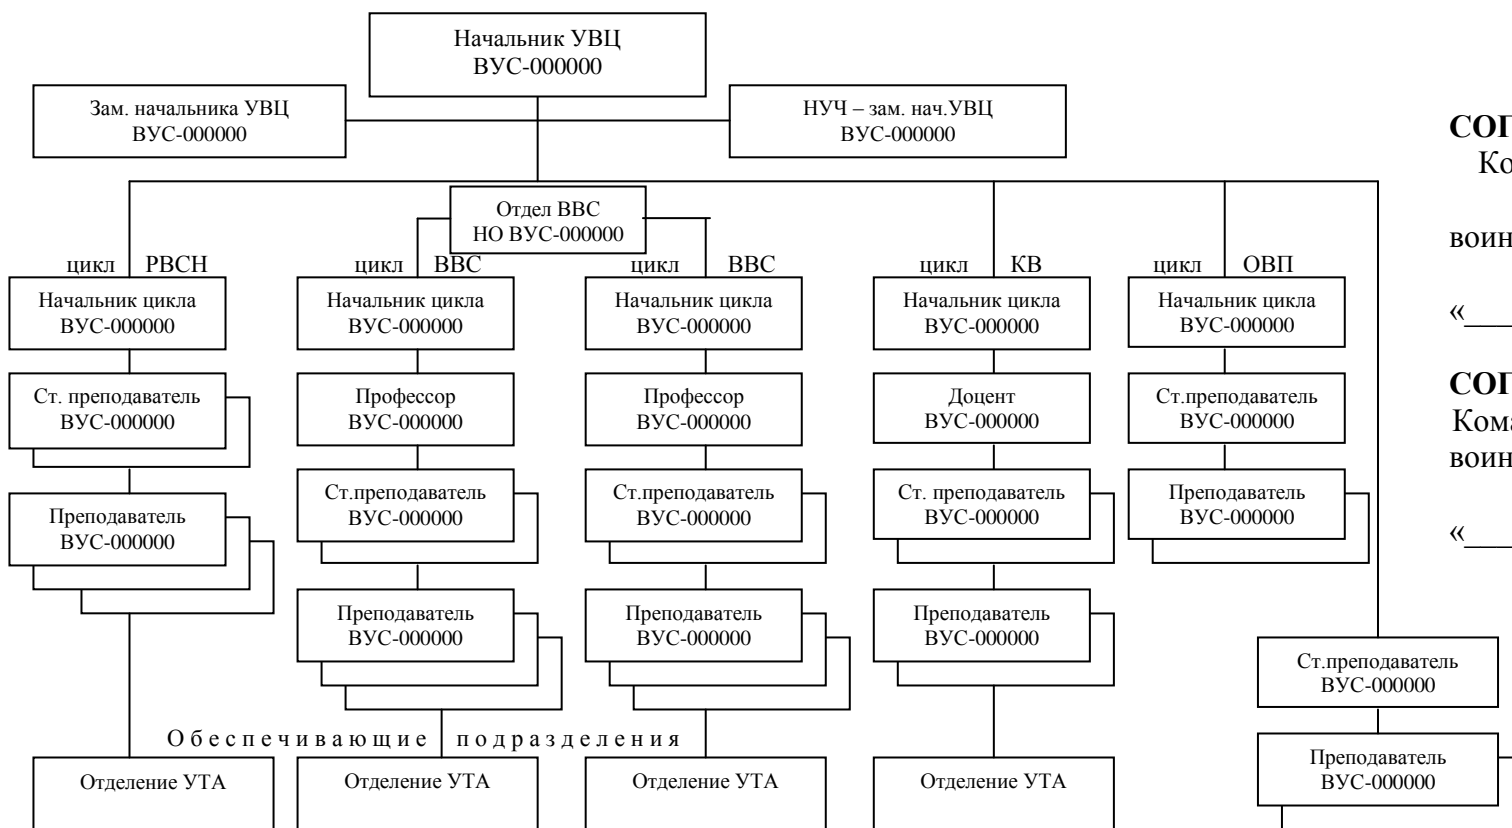 Начальник УВЦ
ВУС-000000
Зам. начальника УВЦ
ВУС-000000
НУЧ – зам. нач.УВЦ
ВУС-000000
Отдел ВВС
НО ВУС-000000
цикл РВСН
Начальник цикла
ВУС-000000
Ст. преподаватель
ВУС-000000
Преподаватель
ВУС-000000
цикл ВВС
Начальник цикла
ВУС-000000
Профессор
ВУС-000000
Ст.преподаватель
ВУС-000000
Преподаватель
ВУС-000000
цикл ВВС
Начальник цикла
ВУС-000000
Профессор
ВУС-000000
Ст.преподаватель
ВУС-000000
Преподаватель
ВУС-000000
цикл КВ
Начальник цикла
ВУС-000000
Доцент
ВУС-000000
Ст. преподаватель
ВУС-000000
Преподаватель
ВУС-000000
цикл ОВП
Начальник цикла
ВУС-000000
Ст.преподаватель
ВУС-000000
Преподаватель
ВУС-000000
Ст.преподаватель
ВУС-000000
Преподаватель
ВУС-000000
О б е с п е ч и в а ю щ и е п о д р а з д е л е н и я
Отделение УТА
Отделение УТА
Отделение УТА
Отделение УТА
Ко
воин
«___
воин
«___